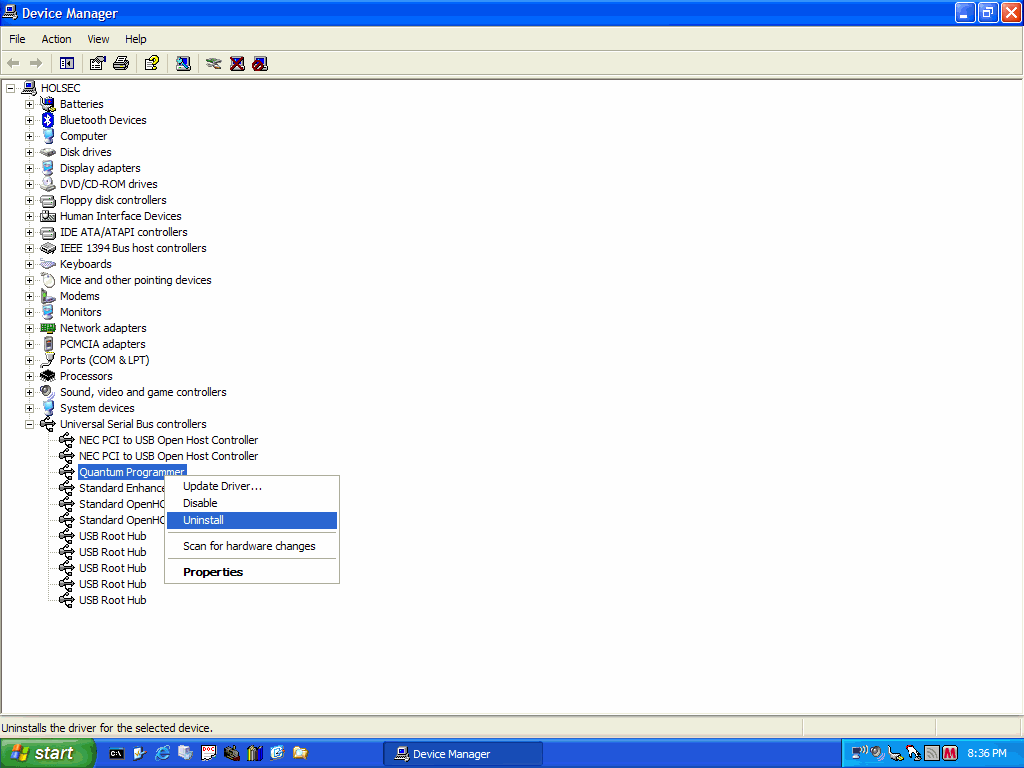 Device Manager
File Action View Help
HOLSEC
Batteries
Bluetooth Devices
Computer
Disk drives
Display adapters
DVD/CD-ROM drives
Floppy disk controllers
Human Interface Devices
IDE ATA/ATAPI controllers
IEEE 1394 Bus host controllers
Keyboards
Mice and other pointing devices
Modems
Monitors
Network adapters
PCMCIA adapters
Ports (COM & LPT)
Processors
Sound, video and game controllers
System devices
Universal Serial Bus controllers
NEC PCI to USB Open Host Controller
NEC PCI to USB Open Host Controller
Quantum Programmer
Standard Enhance
Standard OpenHC
Standard OpenHC
USB Root Hub
USB Root Hub
USB Root Hub
USB Root Hub
USB Root Hub
Update Driver...
Disable
Uninstall
Scan for hardware changes
Properties
Uninstalls the driver for the selected device.
start
Device Manager
8:36 PM